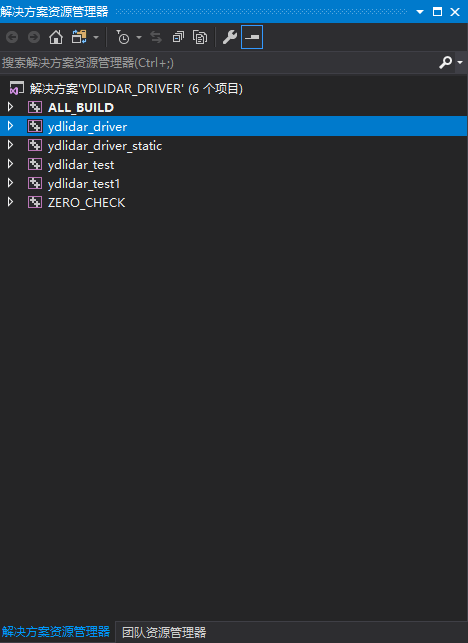 解决方案资源管理器
搜索解决方案资源管理器(Ctrl+;)
解决方案'YDLIDAR_DRIVER' (6 个项目)
ALL_BUILD
ydlidar_driver
ydlidar_driver_static
ydlidar_test
ydlidar_test1
ZERO_CHECK
解决方案资源管理器 团队资源管理器